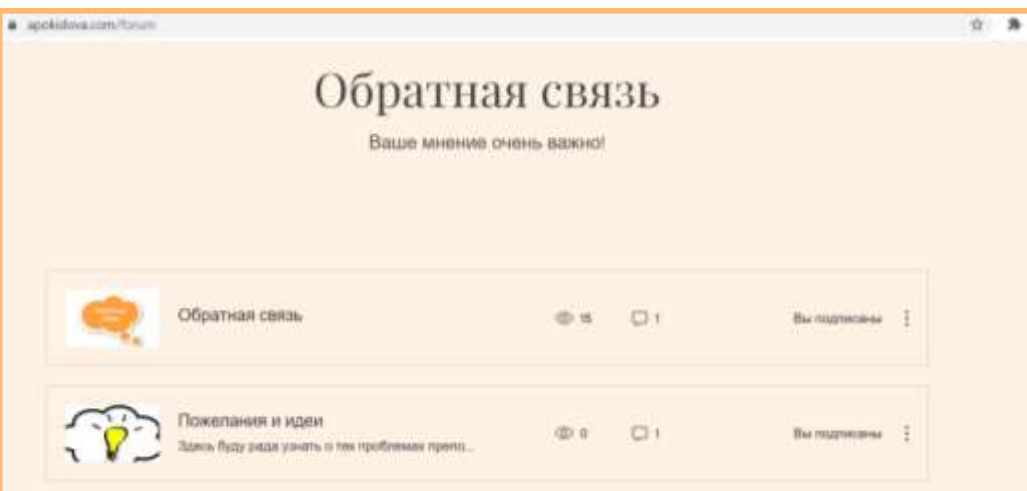 apokidova.com/forum
Обратная связь
Ваше мнение очень важно!
Обратная связь
15
1
Вы подписаны
Пожелания и идеи
Здесь буду рада узнать о тех проблемах препо...
0
1
Вы подписаны